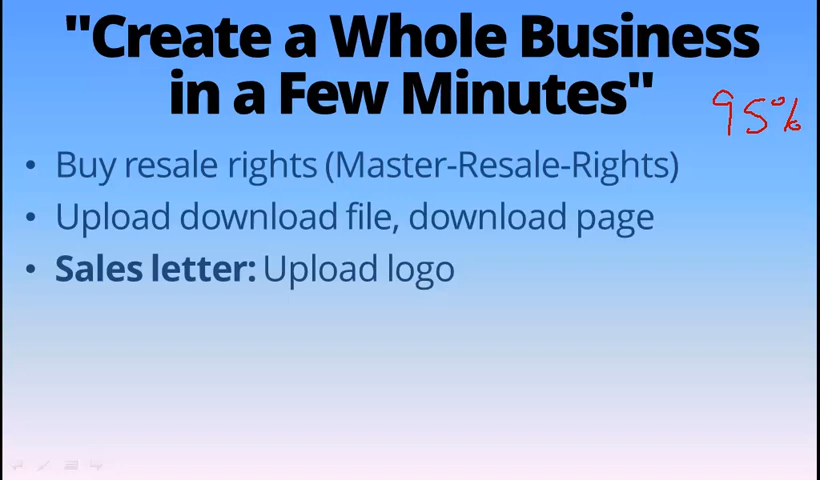 "Create a Whole Business
in a Few Minutes"
95%
• Buy resale rights (Master-Resale-Rights)
• Upload download file, download page
• Sales letter: Upload logo